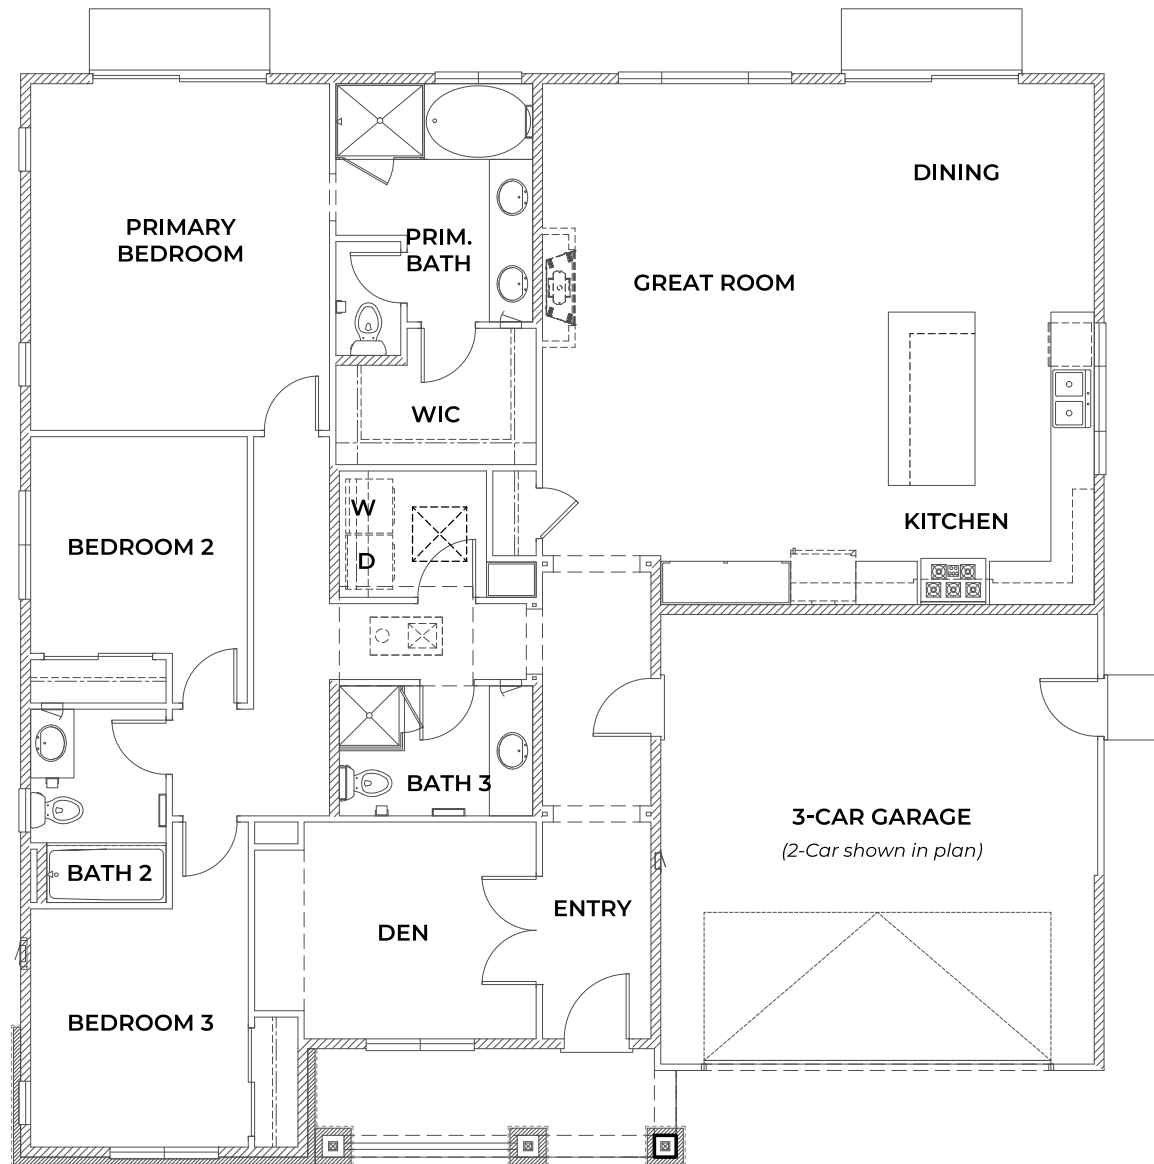 DINING
PRIMARY
BEDROOM
PRIM.
BATH
GREAT ROOM
WIC
W
D
KITCHEN
BEDROOM 2
BATH 3
3-CAR GARAGE
(2-Car shown in plan)
BATH 2
ENTRY
DEN
BEDROOM 3